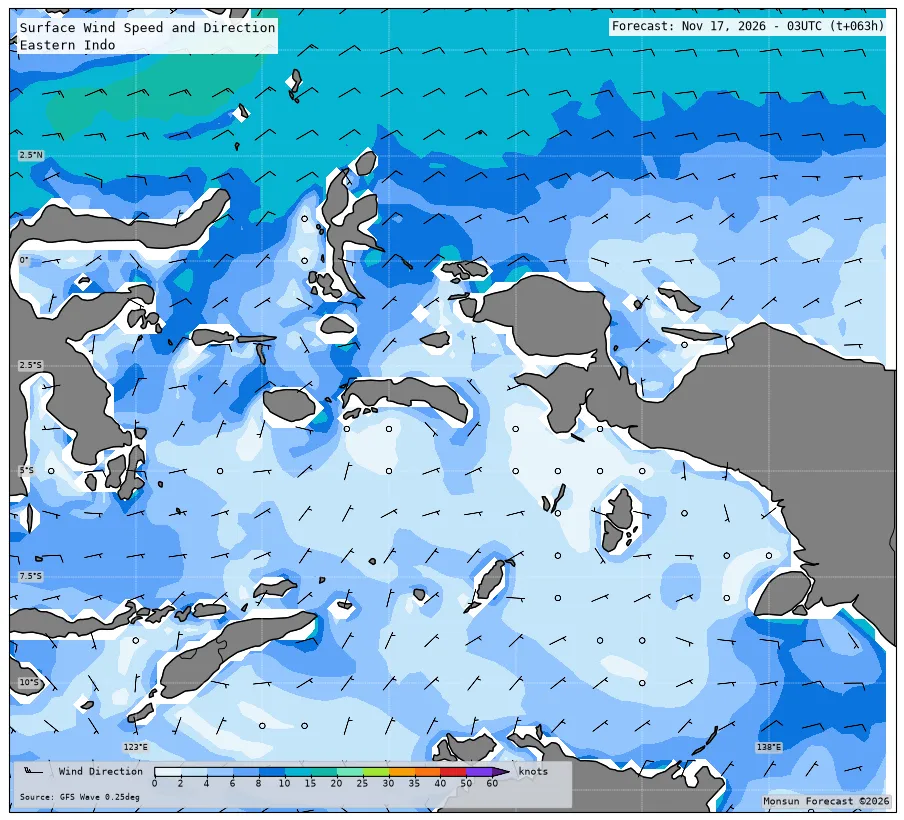 Surface Wind Speed and Direction
Eastern Indo
Forecast: Nov 17, 2026 - 03UTC (t+063h)
2.5°N
0°
2.5°S
5°S
7.5°S
10°S
123°E
138°E
Wind Direction
knots
0 2 4 6 8 10 15 20 25 30 35 40 50 60
Source: GFS Wave 0.25deg
Monsun Forecast ©2026